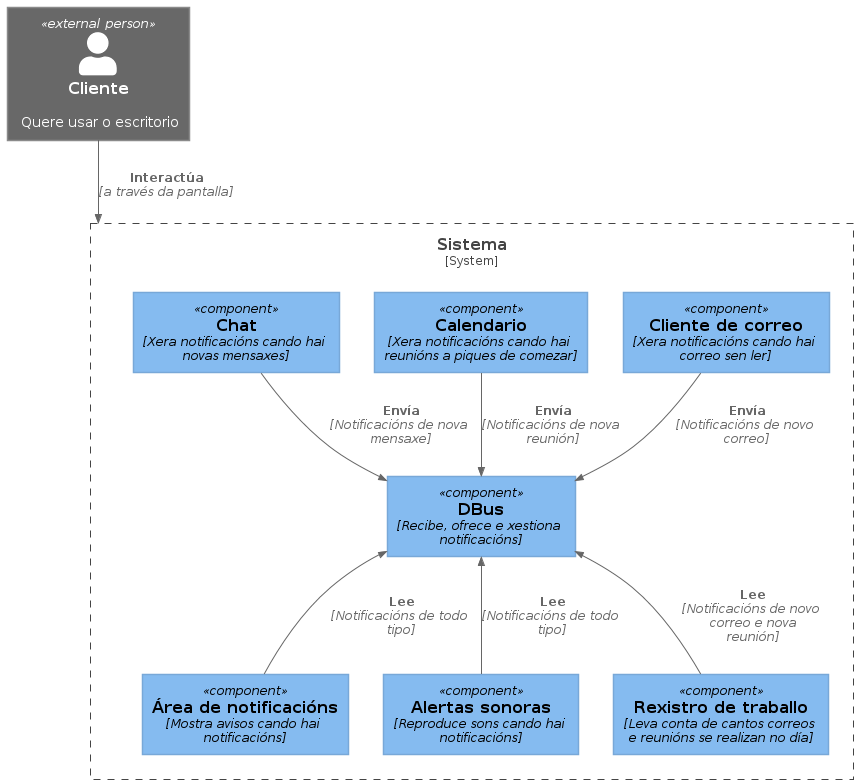 «external person»
Cliente
Quere usar o escritorio
Interactúa
[a través da pantalla]
Sistema
[System]
«component»
Chat
[Xera notificacións cando hai
novas mensaxes]
«component»
Calendario
[Xera notificacións cando hai
reunións a piques de comezar]
«component»
Cliente de correo
[Xera notificacións cando hai
correo sen ler]
Envía
[Notificacións de nova
mensaxe]
Envía
[Notificacións de nova
reunión]
Envía
[Notificacións de novo
correo]
«component»
DBus
[Recibe, ofrece e xestiona
notificacións]
Lee
[Notificacións de todo
tipo]
Lee
[Notificacións de todo
tipo]
Lee
[Notificacións de novo
correo e nova
reunión]
«component»
Área de notificacións
[Mostra avisos cando hai
notificacións]
«component»
Alertas sonoras
[Reproduce sons cando hai
notificacións]
«component»
Rexistro de traballo
[Leva conta de cantos correos
e reunións se realizan no día]